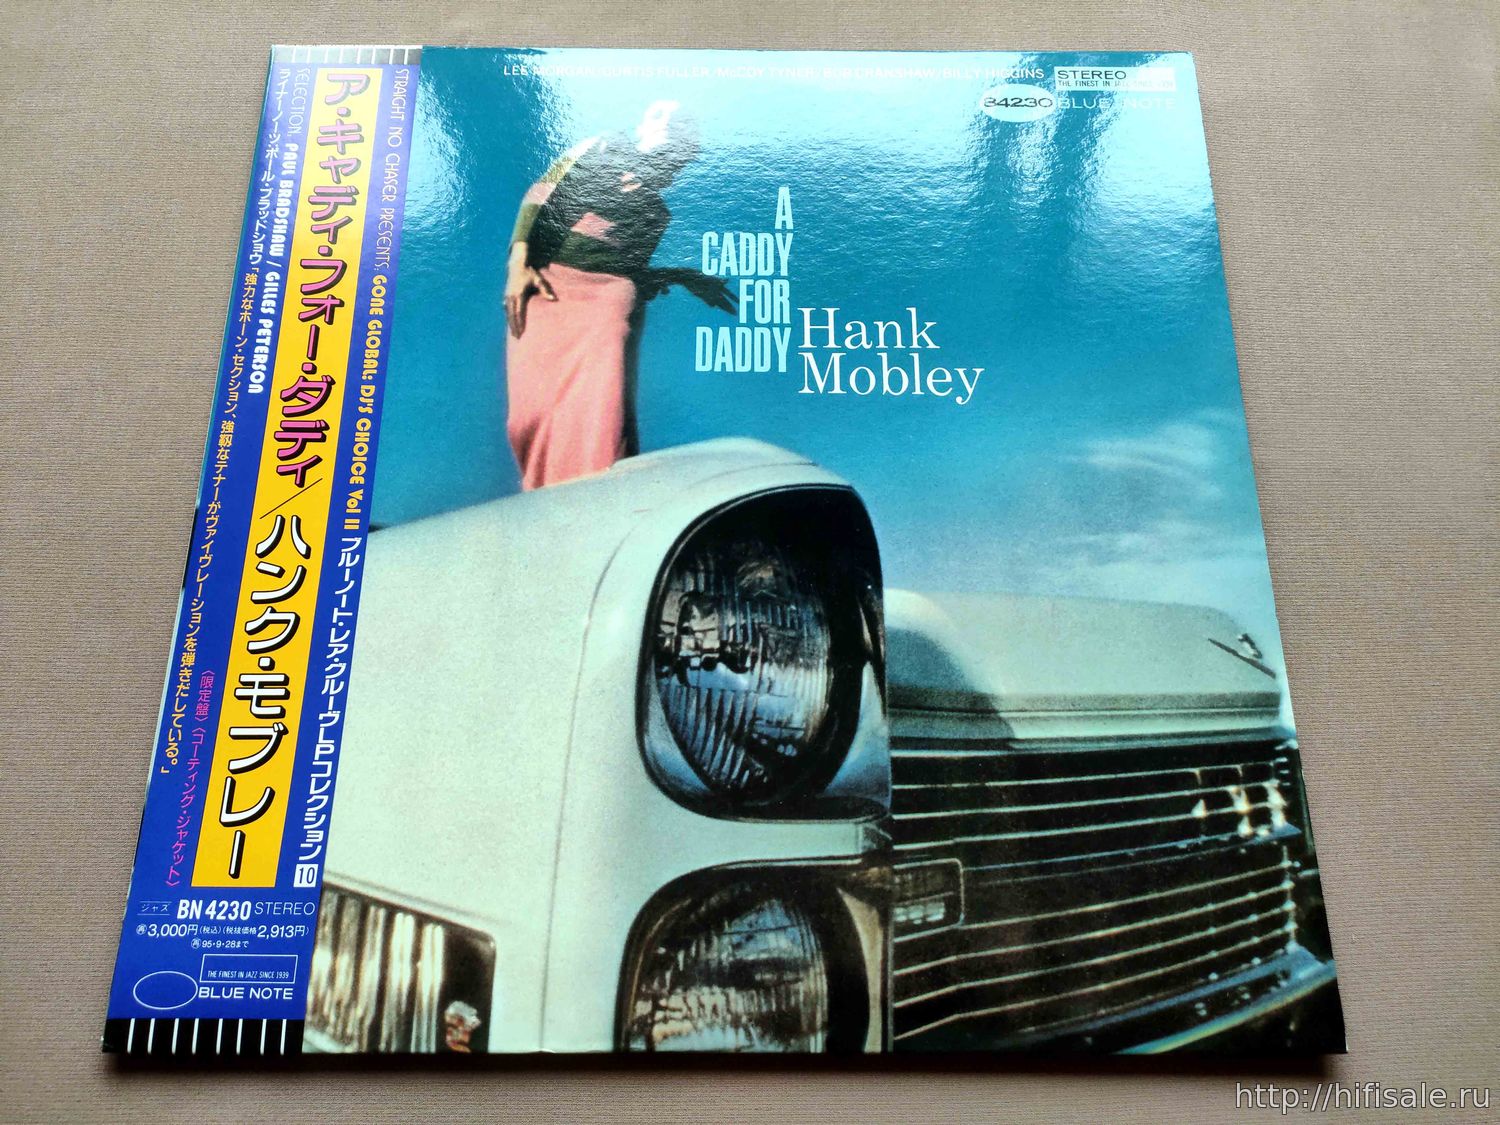 STRAIGHT NO CHASER PRESENTS, GONE GLOBAL: DJ'S CHOICE Vol II ブルーノート・レア・グルーヴLPコレクション 10
ア・キャディ・フォー・ダディ／ハンク・モブレー
SELECTION: PAUL BRADSHAW / GILLES PETERSON
ライナーノーツ:ポール・ブラッドショウ「強力なホーン・セクション、強靱なテナーがヴァイヴレーションを弾きだしている。」
〈限定盤〉〈コーティング・ジャケット〉
ジャズ BN 4230 STEREO
再 3,000円(税込)(税抜価格2,913円)
再 95・9・28まで
THE FINEST IN JAZZ SINCE 1939
BLUE NOTE
LEE MORGAN/CURTIS FULLER/McCOY TYNER/BOB CRANSHAW/BILLY HIGGINS
STEREO
THE FINEST IN
84230 BLUE NOTE
A
CADDY
FOR
DADDY
Hank
Mobley
http://hifisale.ru